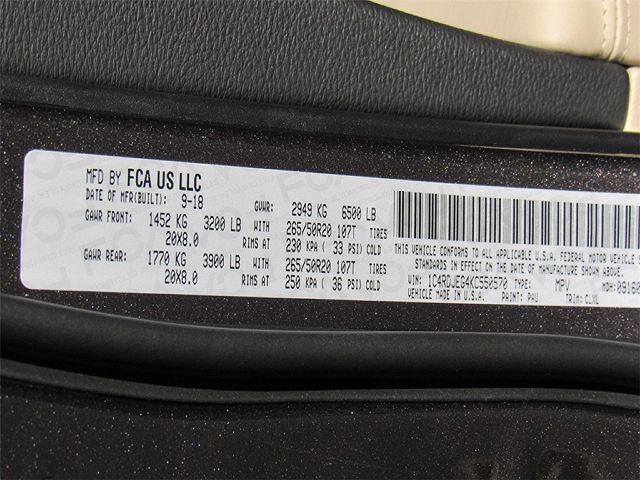 MFD BY FCA US LLC
DATE OF MFR(BUILT): 9-18 GVWR: 2949 KG 6500 LB
GAWR FRONT: 1452 KG 3200 LB WITH 265/50R20 107T TIRES
20X8.0 RIMS AT 230 KPA ( 33 PSI) COLD
GAWR REAR: 1770 KG 3900 LB WITH 265/50R20 107T TIRES
20X8.0 RIMS AT 250 KPA ( 36 PSI) COLD
THIS VEHICLE CONFORMS TO ALL APPLICABLE U.S.A. FEDERAL MOTOR VEHICLE
STANDARDS IN EFFECT ON THE DATE OF MANUFACTURE SHOWN ABOVE.
VIN: 1C4RDJEG4KC550570 TYPE: MPV MDH:09160
VEHICLE MADE IN U.S.A. PAINT: PAU TRIM: CLXL